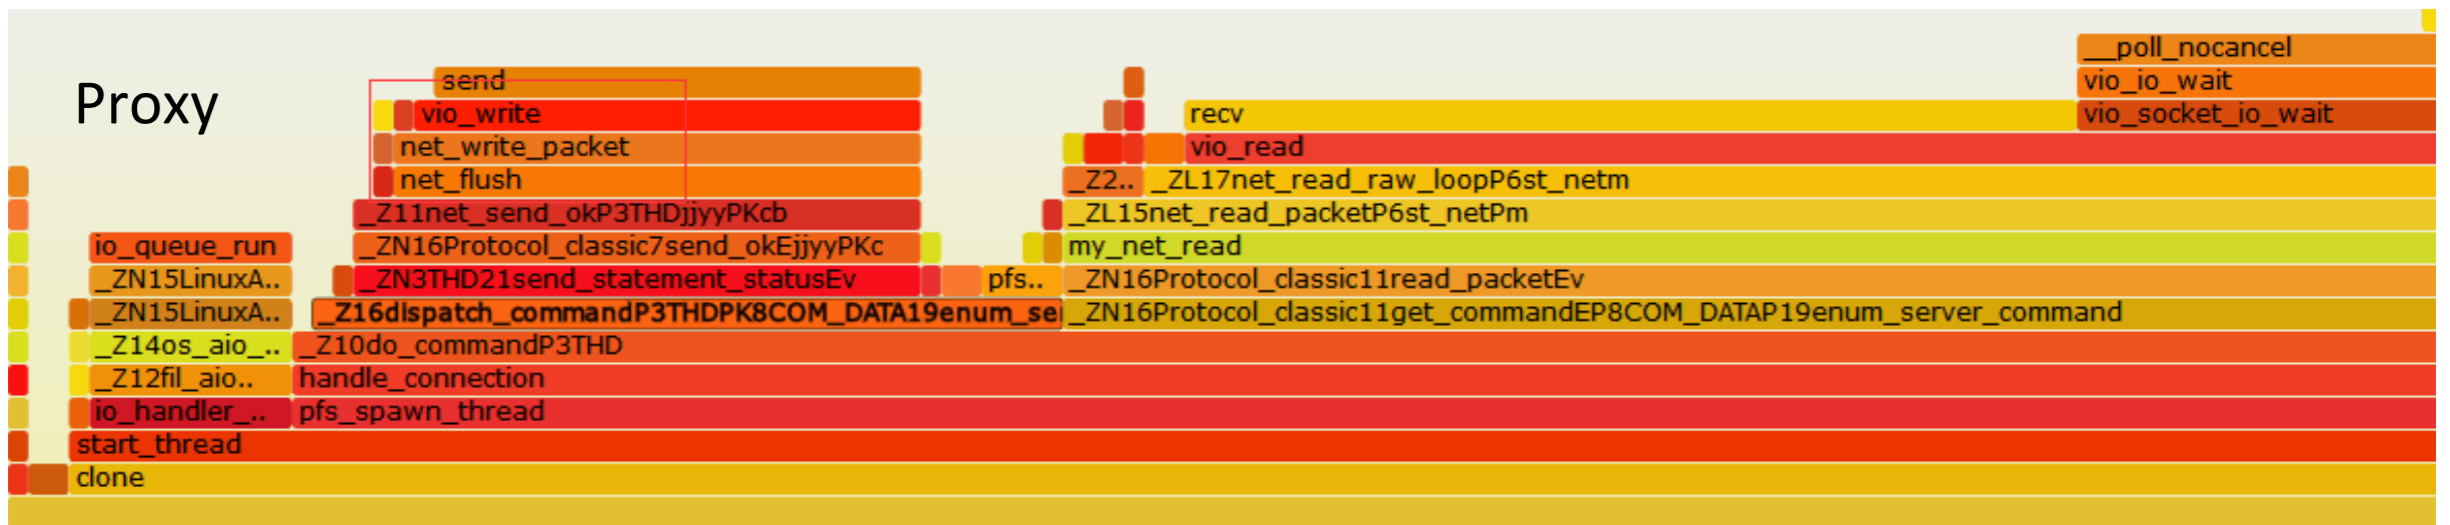 __poll_nocancel
send
vio_io_wait
Proxy
vio_write
recv
vio_socket_io_wait
net_write_packet
vio_read
net_flush
_Z2..
_ZL17net_read_raw_loopP6st_netm
_Z11net_send_okP3THDjjyyPKcb
_ZL15net_read_packetP6st_netPm
io_queue_run
_ZN16Protocol_classic7send_okEjjyyPKc
my_net_read
_ZN15LinuxA..
_ZN3THD21send_statement_statusEv
pfs..
_ZN16Protocol_classic11read_packetEv
_ZN15LinuxA..
_Z16dispatch_commandP3THDPK8COM_DATA19enum_se
_ZN16Protocol_classic11get_commandEP8COM_DATAP19enum_server_command
_Z14os_aio_..
_Z10do_commandP3THD
_Z12fil_aio..
handle_connection
io_handler_..
pfs_spawn_thread
start_thread
clone